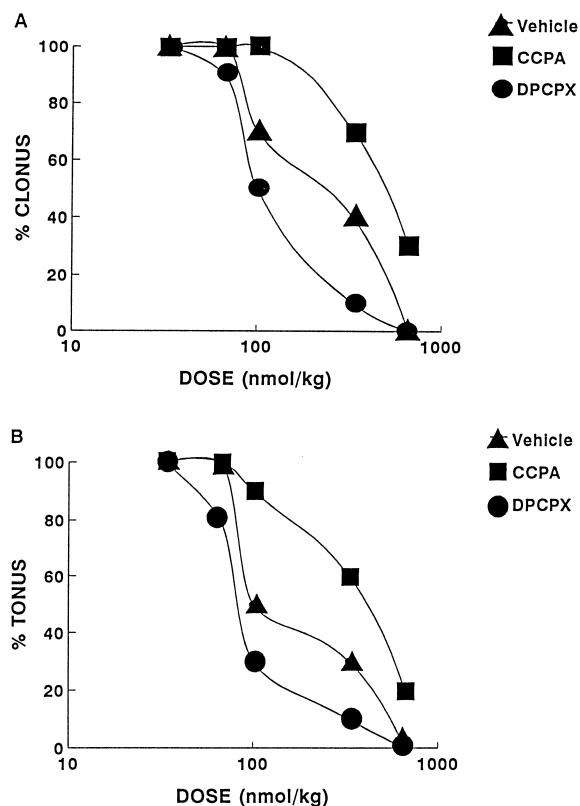 A
Vehicle
CCPA
DPCPX
100
80
60
40
20
0
% CLONUS
10
100
1000
DOSE (nmol/kg)
B
Vehicle
CCPA
DPCPX
100
80
60
40
20
0
% TONUS
10
100
1000
DOSE (nmol/kg)